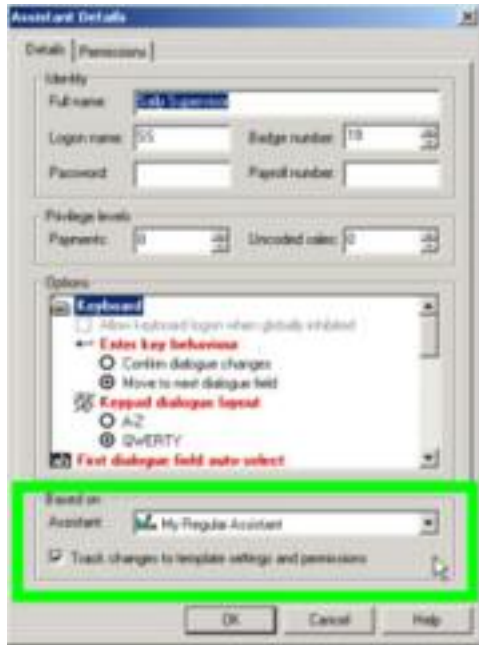 Assistant Details
Details Permissions
Identity
Full name: Sally Supervisor
Logon name: SS Badge number: 18
Password: Payroll number:
Privilege levels
Payments: 0 Uncoded sales: 0
Options
Keyboard
Allow keyboard logon when globally inhibited
Enter key behaviour
Confirm dialogue changes
Move to next dialogue field
Keypad dialogue layout
A-Z
QWERTY
First dialogue field auto-select
Based on
Assistant: My Regular Assistant
Track changes to template settings and permissions
OK Cancel Help